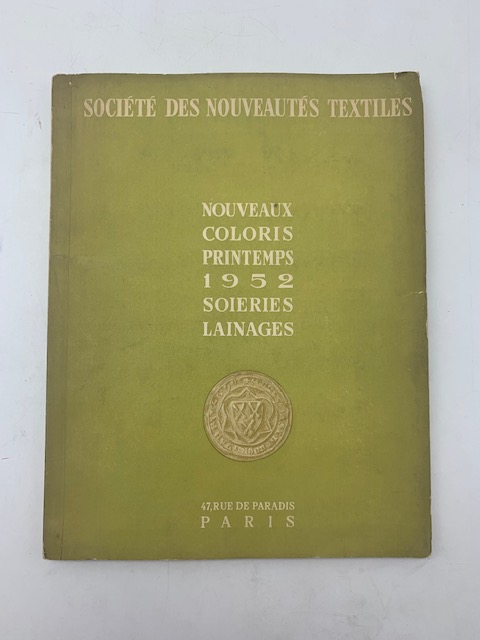 SOCIÉTÉ DES NOUVEAUTÉS TEXTILES
NOUVEAUX
COLORIS
PRINTEMPS
1952
SOIERIES
LAINAGES
47, RUE DE PARADIS
PARIS